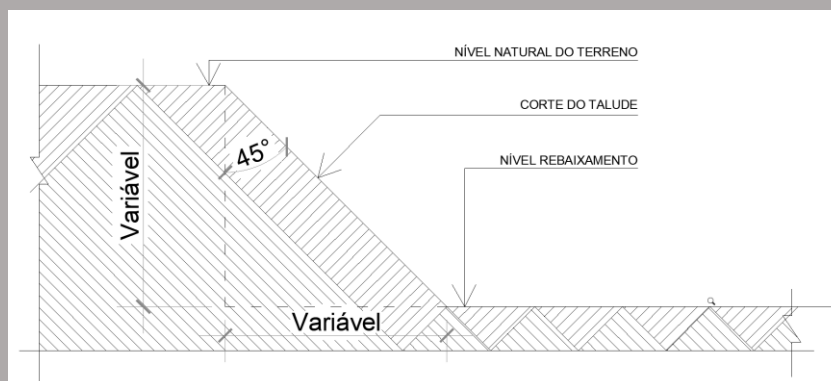 NÍVEL NATURAL DO TERRENO
CORTE DO TALUDE
45°
NÍVEL REBAIXAMENTO
Variável
Variável